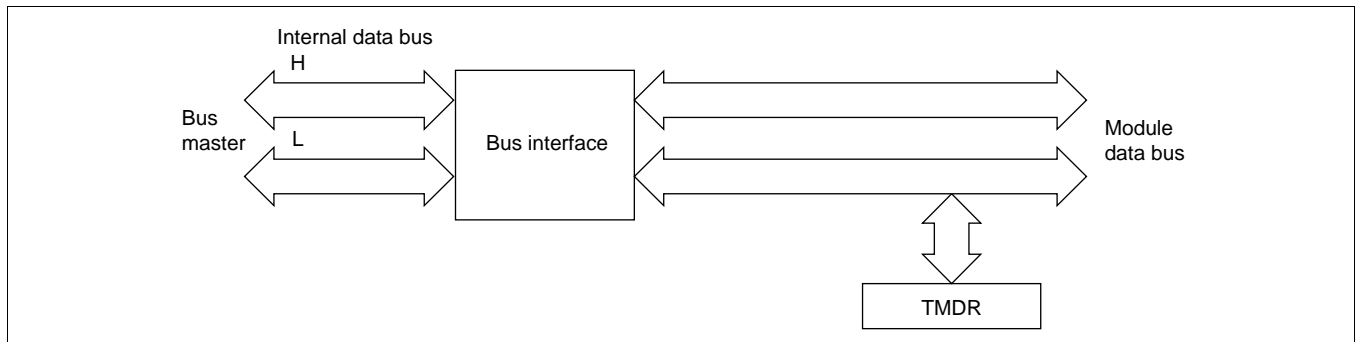 Internal data bus
H
Bus
master
L
Bus interface
Module
data bus
TMDR